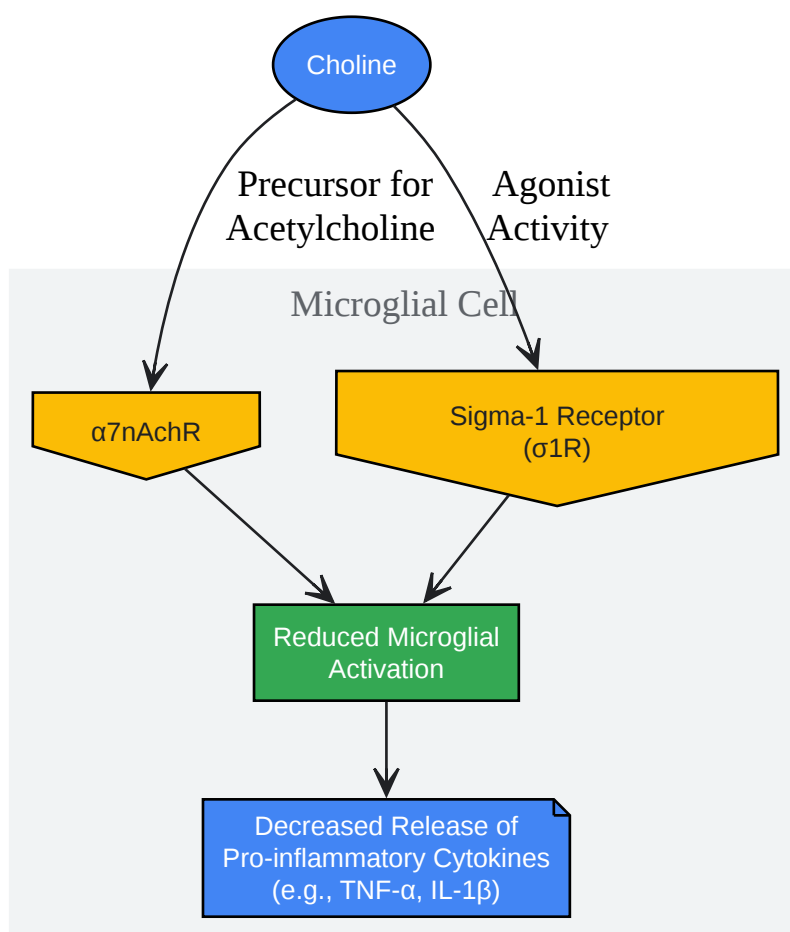 Choline
Precursor for
Acetylcholine
Agonist
Activity
Microglial Cell
α7nAchR
Sigma-1 Receptor
(σ1R)
Reduced Microglial
Activation
Decreased Release of
Pro-inflammatory Cytokines
(e.g., TNF-α, IL-1β)